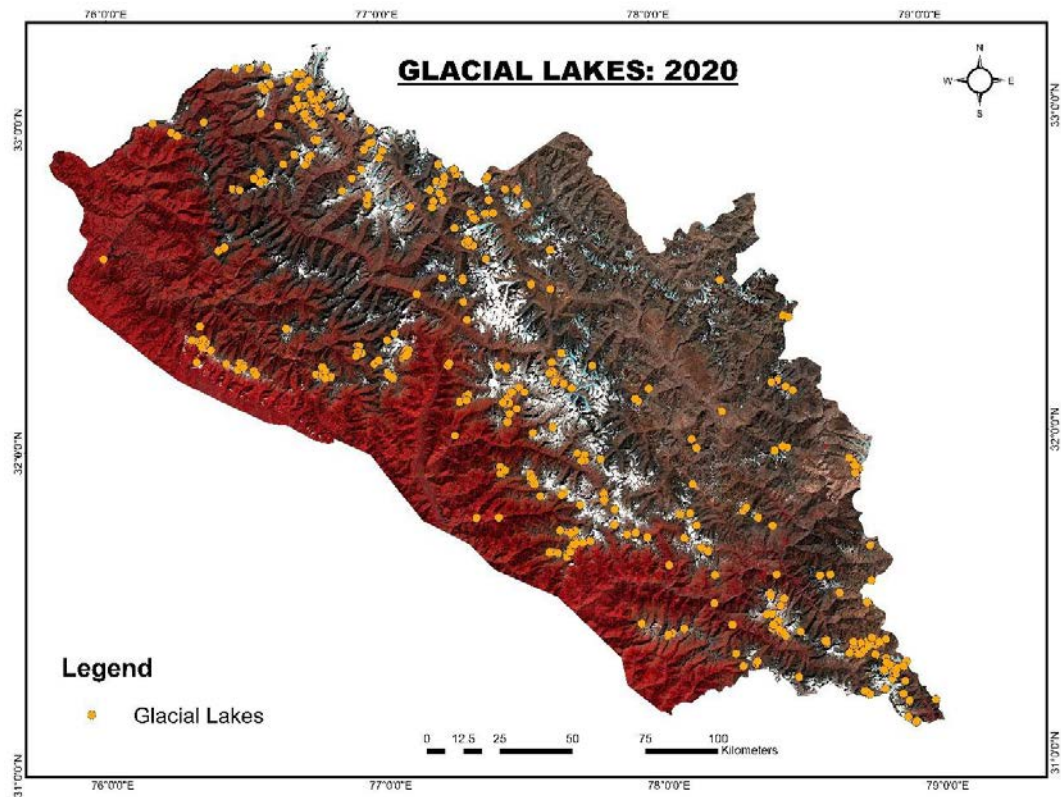 76°0'0"E 77°0'0"E 78°0'0"E 79°0'0"E
GLACIAL LAKES: 2020
N
W E
S
33°0'0"N 33°0'0"N
32°0'0"N 32°0'0"N
Legend
Glacial Lakes
0 12.5 25 50 75 100
Kilometers
31°0'0"N 31°0'0"N
76°0'0"E 77°0'0"E 78°0'0"E 79°0'0"E